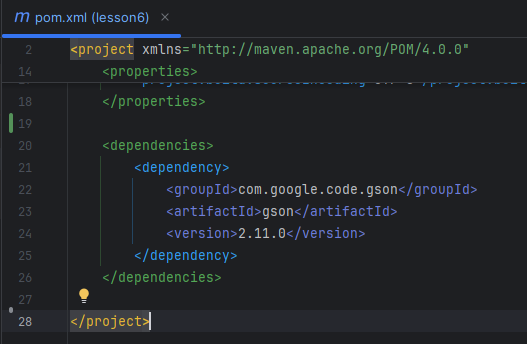 pom.xml (lesson6)
2 <project xmlns="http://maven.apache.org/POM/4.0.0"
14 <properties>
18 </properties>
19
20 <dependencies>
21 <dependency>
22 <groupId>com.google.code.gson</groupId>
23 <artifactId>gson</artifactId>
24 <version>2.11.0</version>
25 </dependency>
26 </dependencies>
27
28 </project>